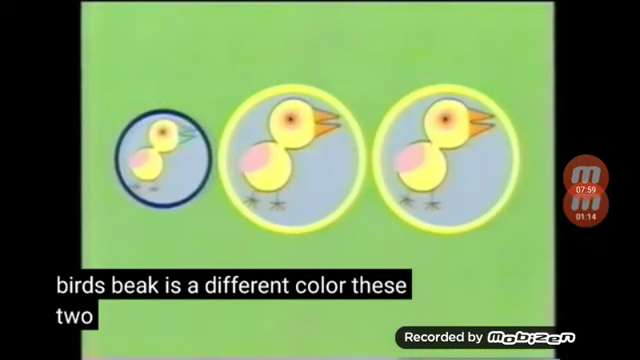 07:59
01:14
birds beak is a different color these
two
Recorded by mobizen